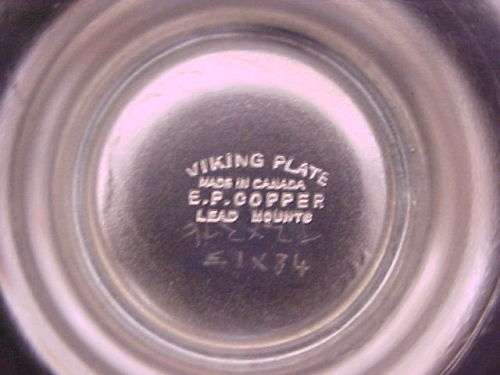 VIKING PLATE
MADE IN CANADA
E.P. COPPER
LEAD MOUNTS